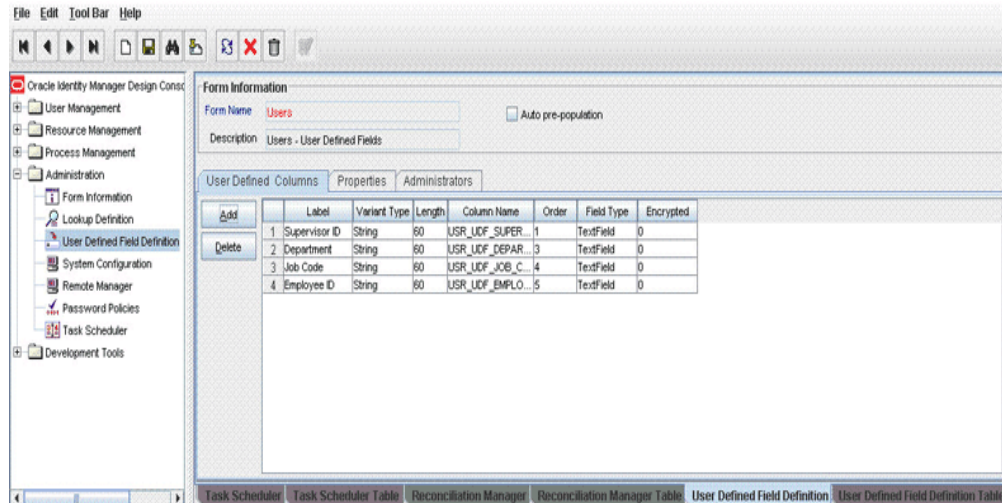 File Edit Tool Bar Help
Oracle Identity Manager Design Consc
User Management
Resource Management
Process Management
Administration
Form Information
Lookup Definition
User Defined Field Definition
System Configuration
Remote Manager
Password Policies
Task Scheduler
Development Tools
Form Information
Form Name Users Auto pre-population
Description Users - User Defined Fields
User Defined Columns Properties Administrators
Add
Delete
Label Variant Type Length Column Name Order Field Type Encrypted
1 Supervisor ID String 60 USR_UDF_SUPER... 1 TextField 0
2 Department String 60 USR_UDF_DEPAR... 3 TextField 0
3 Job Code String 60 USR_UDF_JOB_C... 4 TextField 0
4 Employee ID String 60 USR_UDF_EMPLO... 5 TextField 0
Task Scheduler Task Scheduler Table Reconciliation Manager Reconciliation Manager Table User Defined Field Definition User Defined Field Definition Table